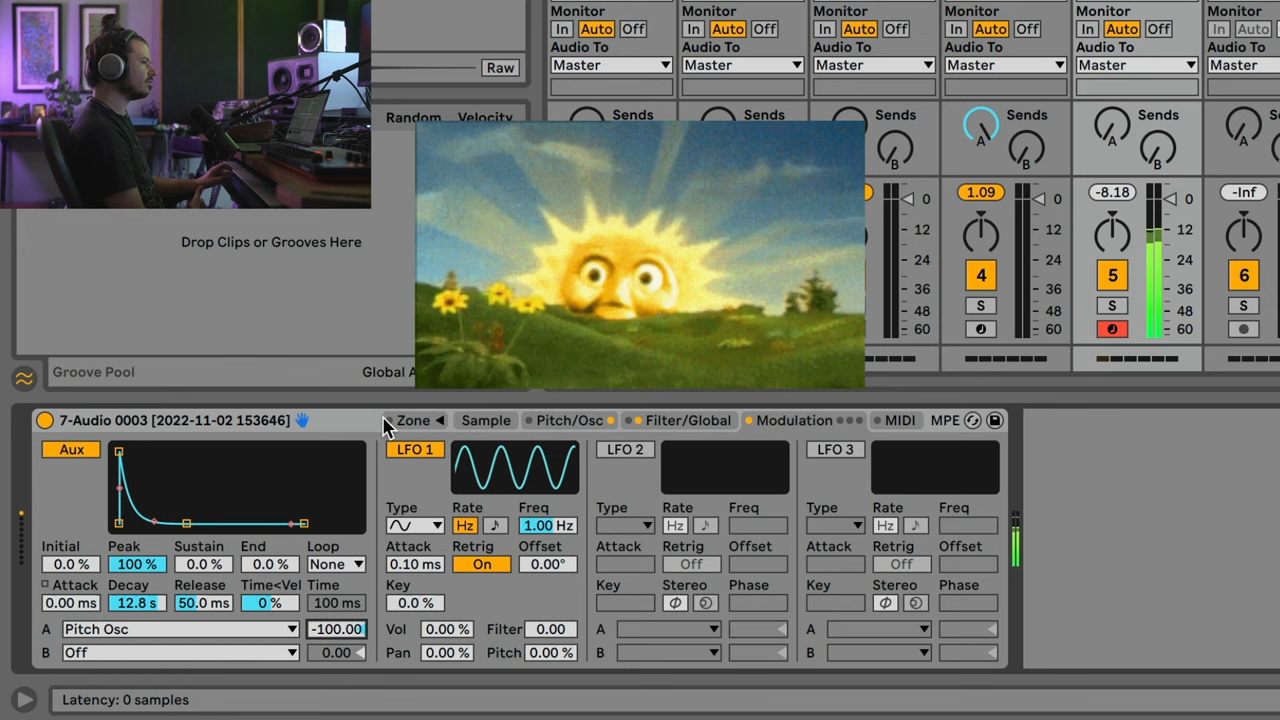 Monitor Monitor Monitor Monitor Monitor Monitor
In Auto Off In Auto Off In Auto Off In Auto Off In Auto Off In Auto
Audio To Audio To Audio To Audio To Audio To Audio To
Raw Master Master Master Master Master Master
Random Velocity Sends Sends Sends Sends Sends
A A A
B B B
1.09 -8.18 -Inf
0 0 0
12 12 12
24 24 24
Drop Clips or Grooves Here
4 5 6
36 36 36
S S S
48 48 48
60 60 60
Groove Pool Global A
7-Audio 0003 [2022-11-02 153646] Zone Sample Pitch/Osc Filter/Global Modulation MIDI MPE
Aux LFO 1 LFO 2 LFO 3
Type Rate Freq Rate Freq Rate Freq
Type Type
Hz 1.00 Hz Hz Hz
Initial Peak Sustain End Loop Attack Retrig Offset Attack Retrig Offset Attack Retrig Offset
0.0 % 100 % 0.0 % 0.0 % None 0.10 ms On 0.00° Off Off
Attack Decay Release Time<Vel Time Key Key Stereo Phase Key Stereo Phase
0.00 ms 12.8 s 50.0 ms 0 % 100 ms 0.0 %
A Pitch Osc -100.00 Vol 0.00 % Filter 0.00 A A
B Off 0.00 Pan 0.00 % Pitch 0.00 % B B
Latency: 0 samples